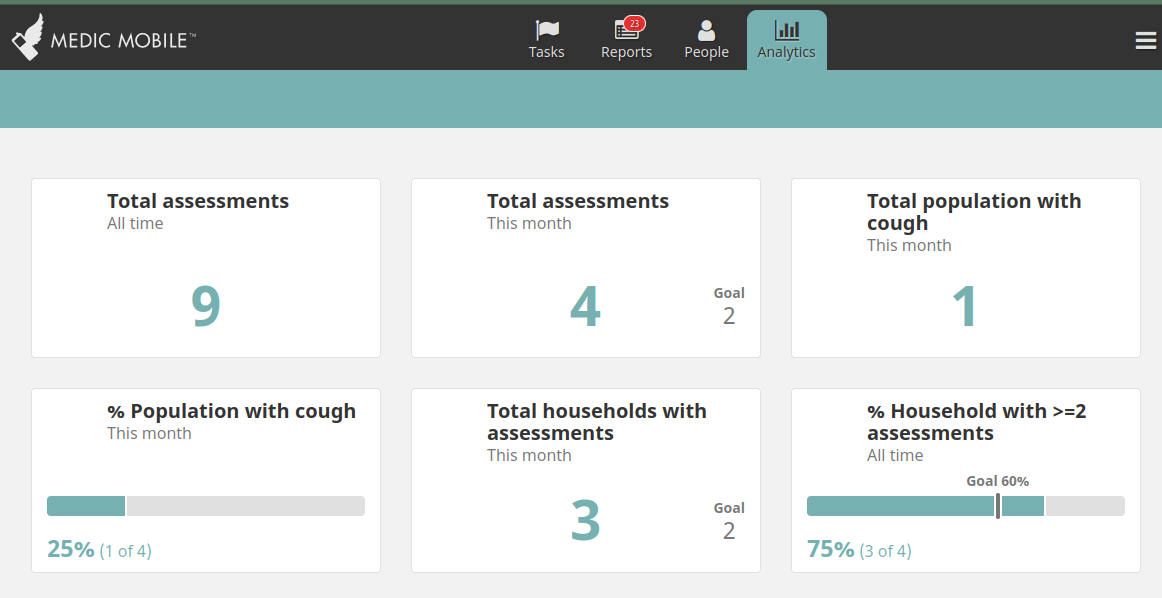 MEDIC MOBILE™
Tasks
23
Reports
People
Analytics
Total assessments
All time
9
Total assessments
This month
4
Goal
2
Total population with
cough
This month
1
% Population with cough
This month
25% (1 of 4)
Total households with
assessments
This month
3
Goal
2
% Household with >=2
assessments
All time
Goal 60%
75% (3 of 4)